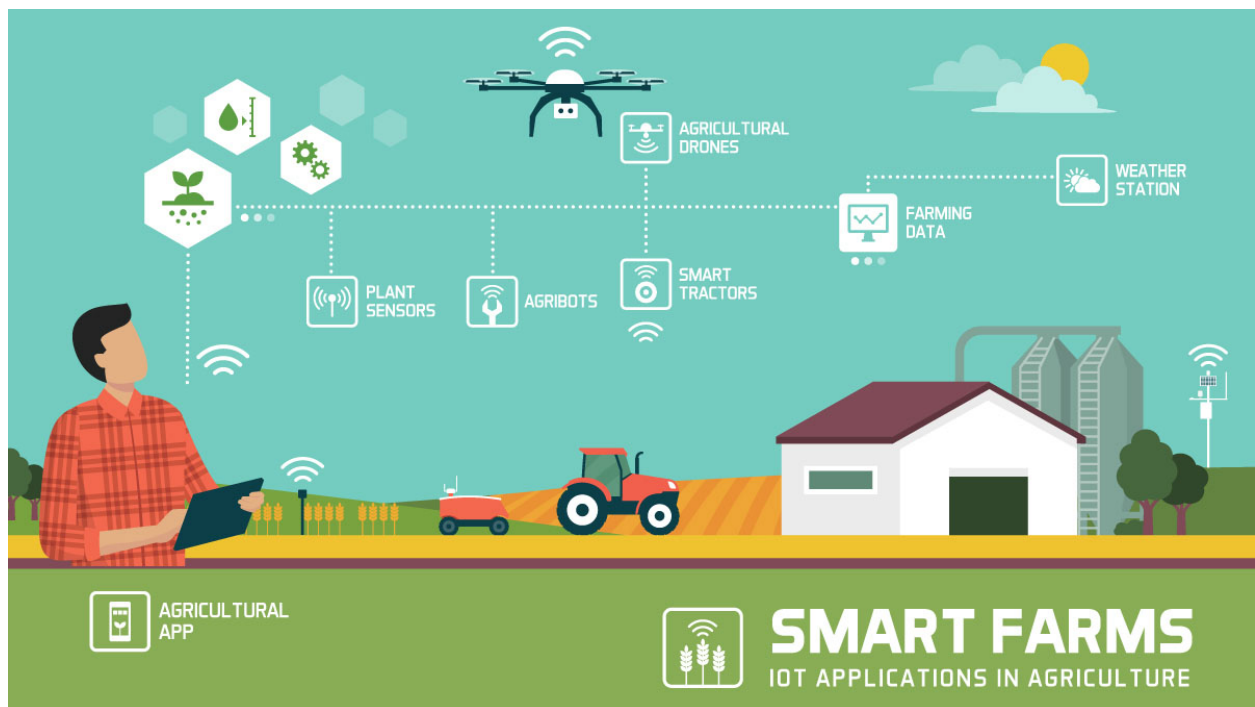 AGRICULTURAL
DRONES
WEATHER
STATION
FARMING
DATA
PLANT
SENSORS
AGRIBOTS
SMART
TRACTORS
AGRICULTURAL
APP
SMART FARMS
IOT APPLICATIONS IN AGRICULTURE